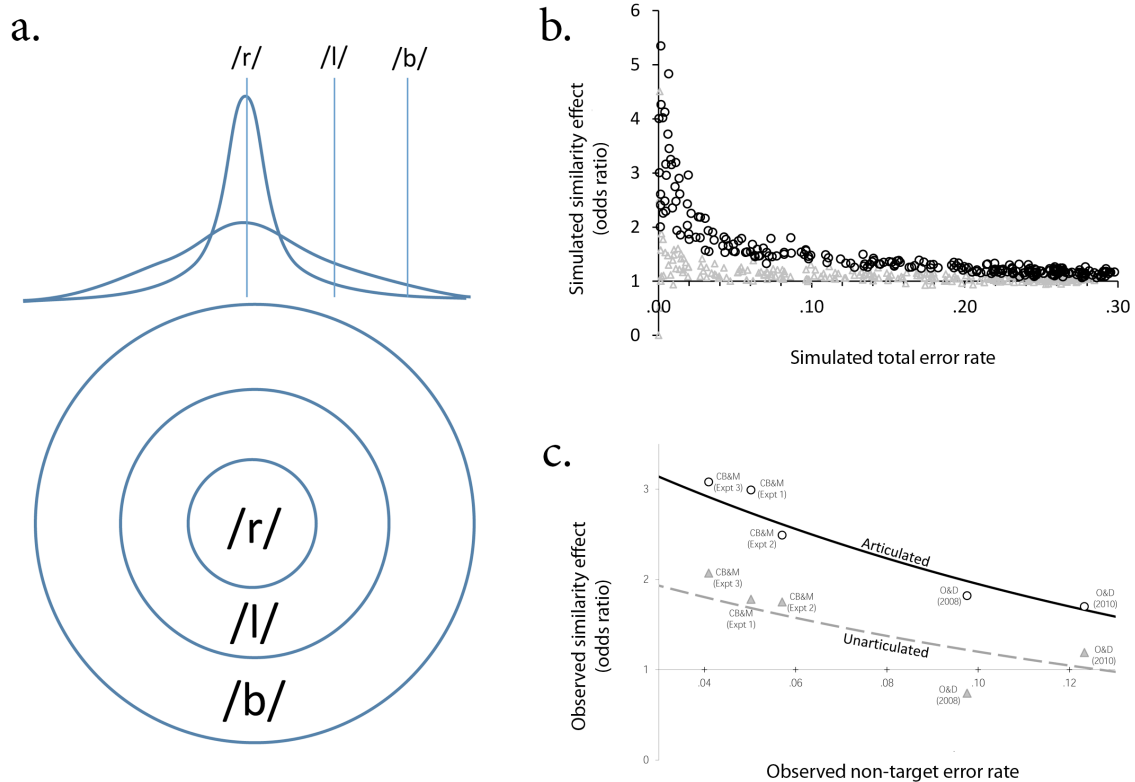 a.
/r/ /l/ /b/
/r/
/l/
/b/
b.
Simulated similarity effect
(odds ratio)
6
5
4
3
2
1
0
.00 .10 .20 .30
Simulated total error rate
c.
Observed similarity effect
(odds ratio)
3
2
1
0
CB&M
(Expt 3)
CB&M
(Expt 1)
CB&M
(Expt 2)
Articulated
O&D
(2008)
O&D
(2010)
CB&M
(Expt 3)
CB&M
(Expt 1)
CB&M
(Expt 2)
Unarticulated
O&D
(2008)
O&D
(2010)
.04 .06 .08 .10 .12
Observed non-target error rate